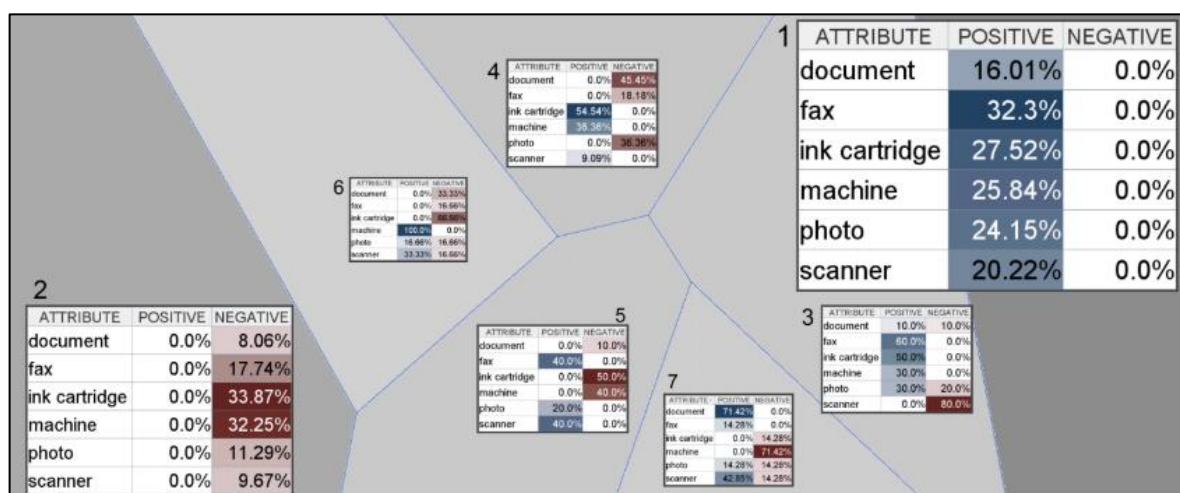 1
ATTRIBUTE POSITIVE NEGATIVE
document 16.01% 0.0%
fax 32.3% 0.0%
ink cartridge 27.52% 0.0%
machine 25.84% 0.0%
photo 24.15% 0.0%
scanner 20.22% 0.0%
4
ATTRIBUTE POSITIVE NEGATIVE
document 0.0% 45.45%
fax 0.0% 18.18%
ink cartridge 54.54% 0.0%
machine 36.36% 0.0%
photo 0.0% 36.36%
scanner 9.09% 0.0%
6
ATTRIBUTE POSITIVE NEGATIVE
document 0.0% 33.33%
fax 0.0% 16.66%
ink cartridge 0.0% 66.66%
machine 100.0% 0.0%
photo 16.66% 16.66%
scanner 33.33% 16.66%
2
ATTRIBUTE POSITIVE NEGATIVE
document 0.0% 8.06%
fax 0.0% 17.74%
ink cartridge 0.0% 33.87%
machine 0.0% 32.25%
photo 0.0% 11.29%
scanner 0.0% 9.67%
5
ATTRIBUTE POSITIVE NEGATIVE
document 0.0% 10.0%
fax 40.0% 0.0%
ink cartridge 0.0% 50.0%
machine 0.0% 40.0%
photo 20.0% 0.0%
scanner 40.0% 0.0%
3
ATTRIBUTE POSITIVE NEGATIVE
document 10.0% 10.0%
fax 60.0% 0.0%
ink cartridge 50.0% 0.0%
machine 30.0% 0.0%
photo 30.0% 20.0%
scanner 0.0% 80.0%
7
ATTRIBUTE POSITIVE NEGATIVE
document 71.42% 0.0%
fax 14.28% 0.0%
ink cartridge 0.0% 14.28%
machine 0.0% 71.42%
photo 14.28% 14.28%
scanner 42.85% 14.28%